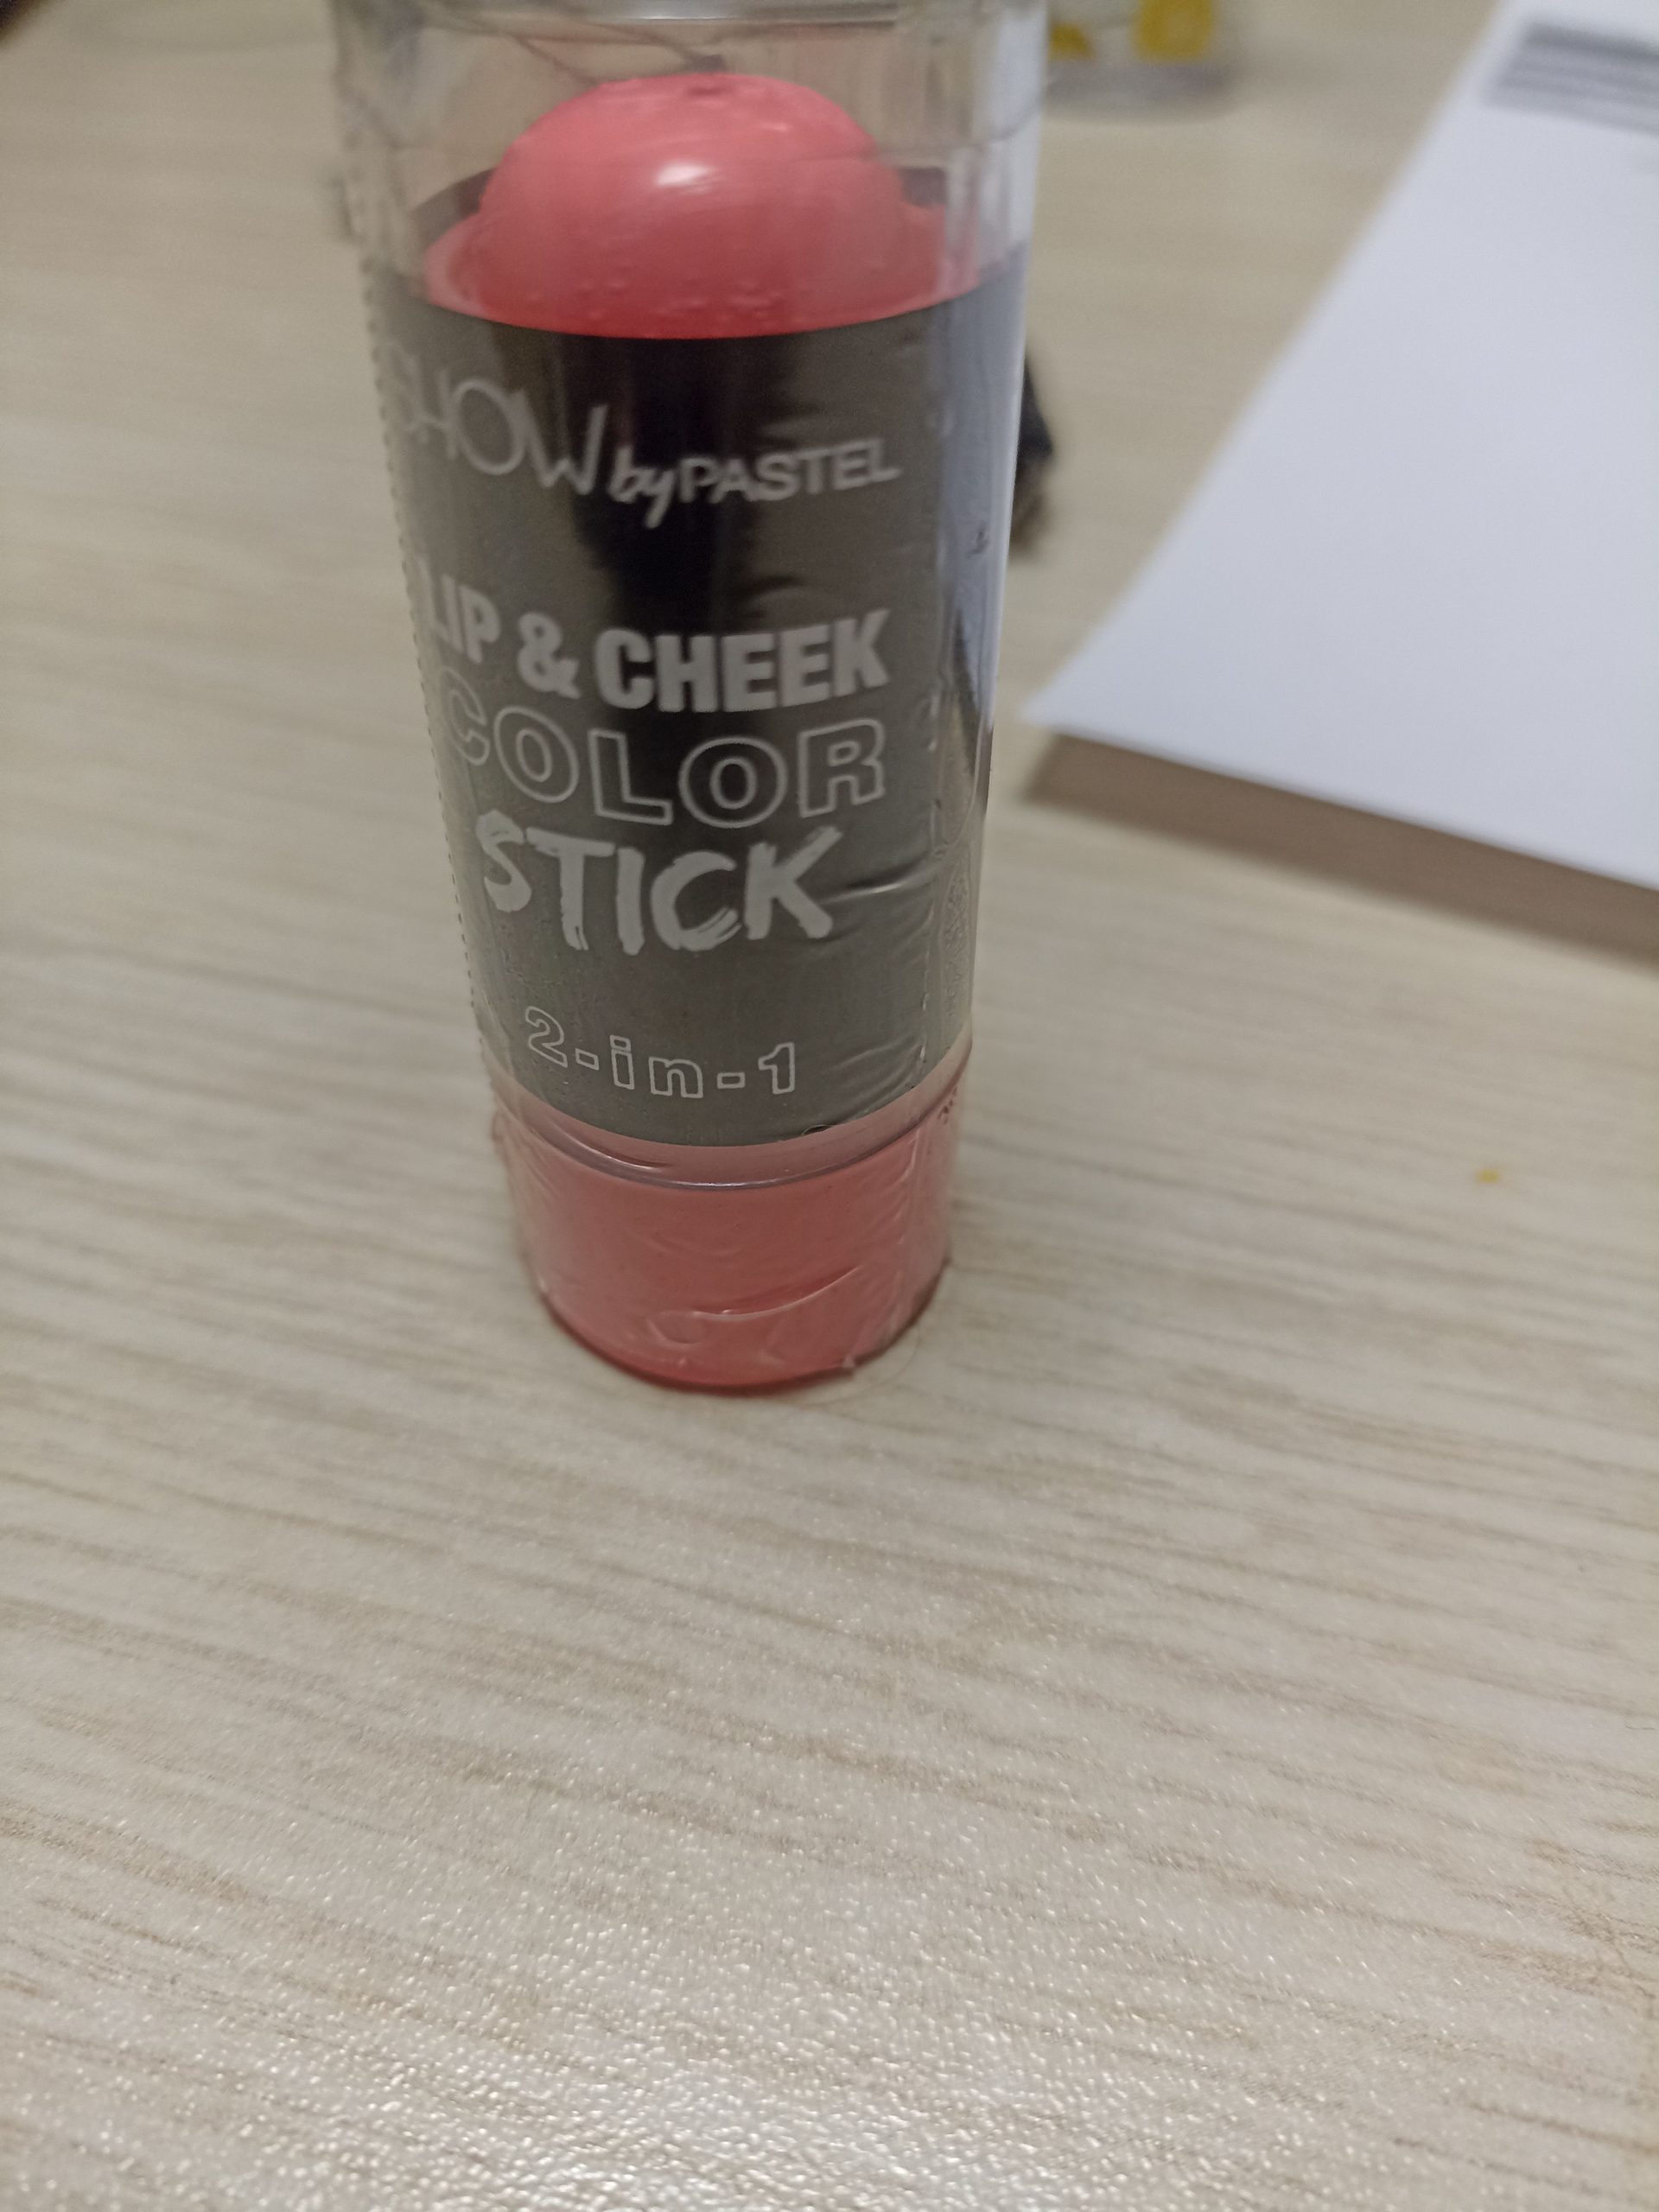 SHOW by PASTEL
LIP & CHEEK
COLOR
STICK
2-in-1